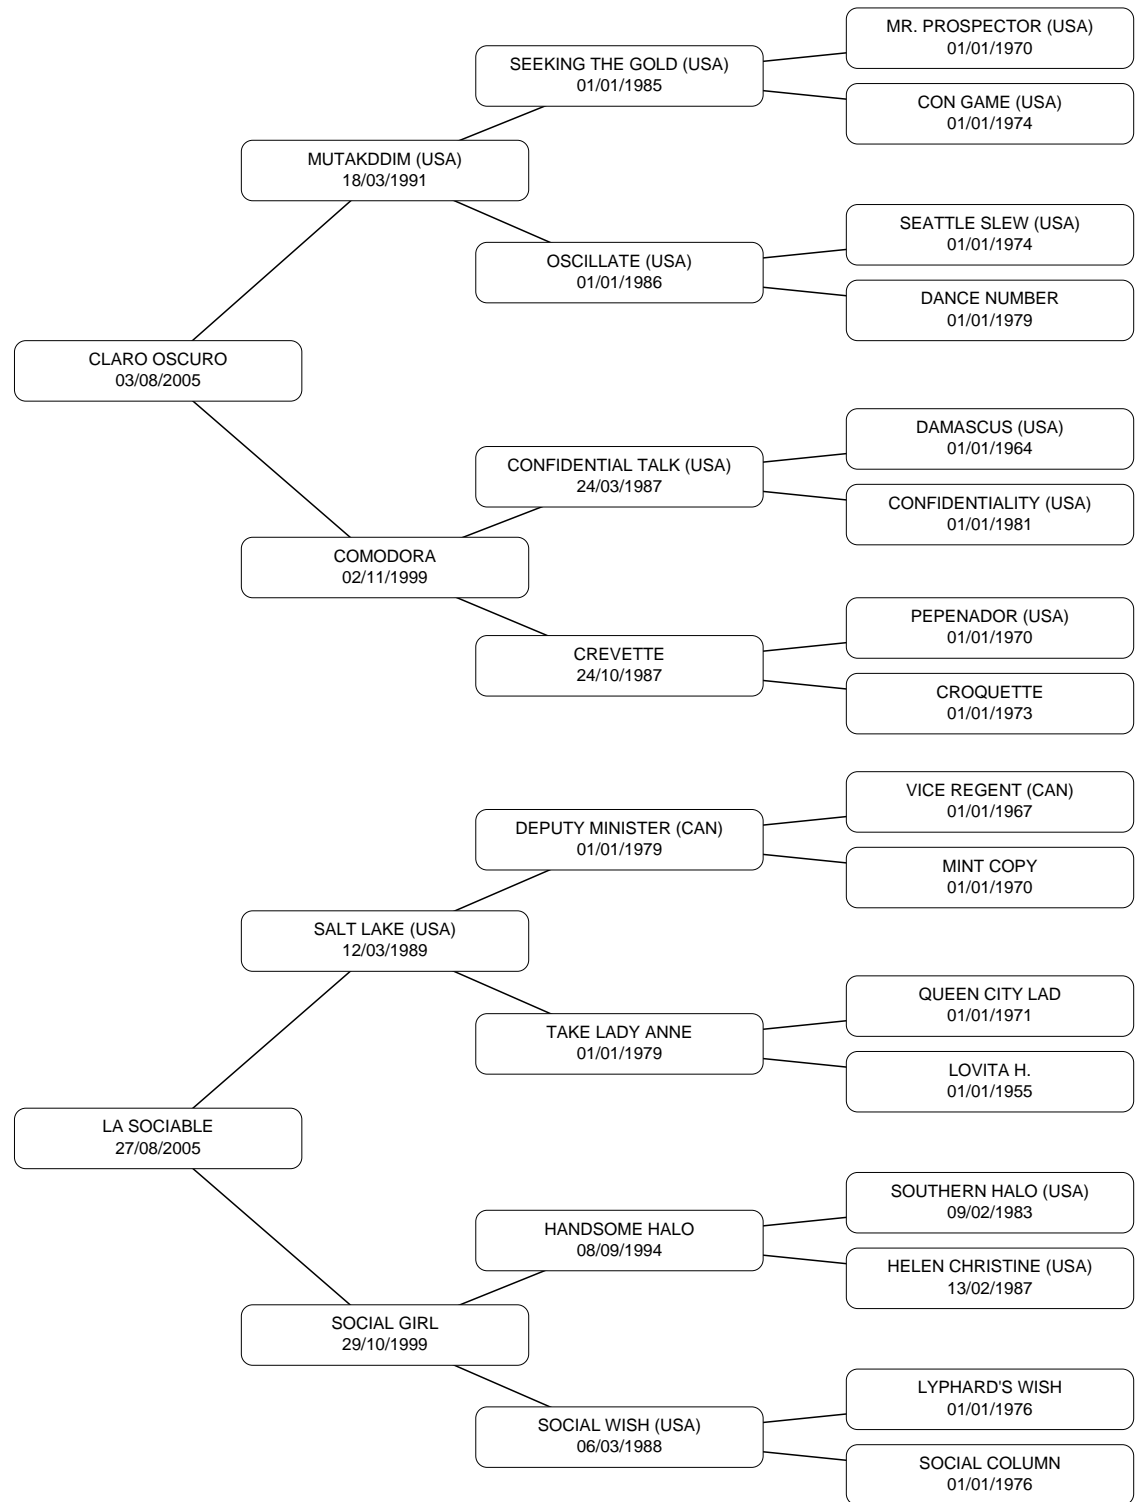 MR. PROSPECTOR (USA)
01/01/1970
SEEKING THE GOLD (USA)
01/01/1985
CON GAME (USA)
01/01/1974
MUTAKDDIM (USA)
18/03/1991
SEATTLE SLEW (USA)
01/01/1974
OSCILLATE (USA)
01/01/1986
DANCE NUMBER
01/01/1979
CLARO OSCURO
03/08/2005
DAMASCUS (USA)
01/01/1964
CONFIDENTIAL TALK (USA)
24/03/1987
CONFIDENTIALITY (USA)
01/01/1981
COMODORA
02/11/1999
PEPENADOR (USA)
01/01/1970
CREVETTE
24/10/1987
CROQUETTE
01/01/1973
VICE REGENT (CAN)
01/01/1967
DEPUTY MINISTER (CAN)
01/01/1979
MINT COPY
01/01/1970
SALT LAKE (USA)
12/03/1989
QUEEN CITY LAD
01/01/1971
TAKE LADY ANNE
01/01/1979
LOVITA H.
01/01/1955
LA SOCIABLE
27/08/2005
SOUTHERN HALO (USA)
09/02/1983
HANDSOME HALO
08/09/1994
HELEN CHRISTINE (USA)
13/02/1987
SOCIAL GIRL
29/10/1999
LYPHARD'S WISH
01/01/1976
SOCIAL WISH (USA)
06/03/1988
SOCIAL COLUMN
01/01/1976